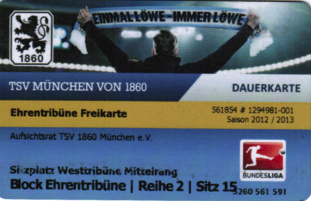 EINMAL LÖWE - IMMER LÖWE
1860
TSV MÜNCHEN VON 1860
DAUERKARTE
Ehrentribüne Freikarte
561854 # 1294981-001
Saison 2012 / 2013
Aufsichtsrat TSV 1860 München e.V.
Sitzplatz Westtribüne Mittelrang
Block Ehrentribüne | Reihe 2 | Sitz 15
BUNDESLIGA
5260 561 591